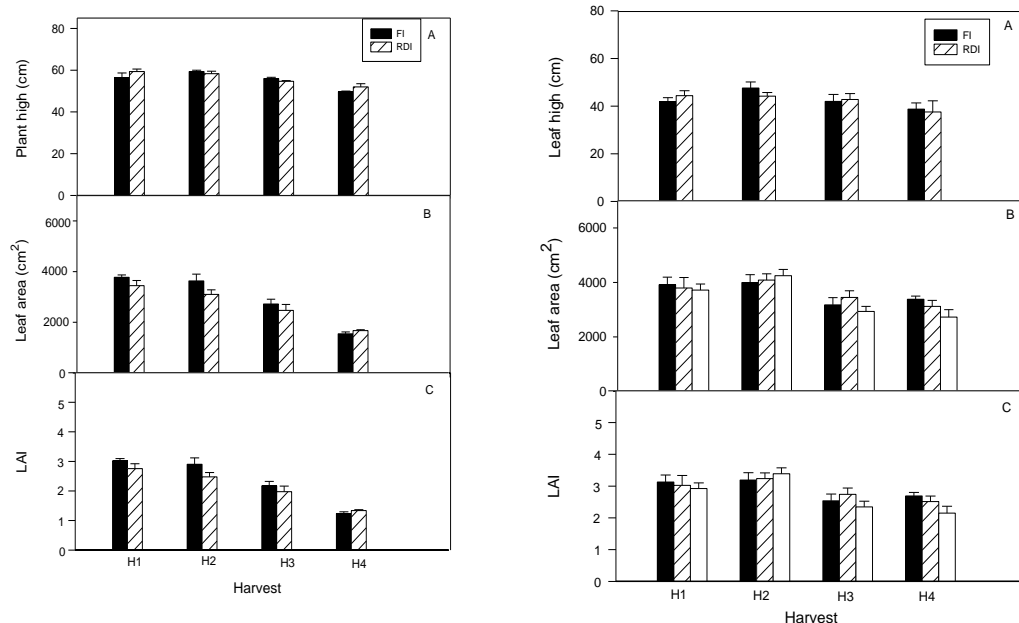 80
60
40
20
0
Plant high (cm)
FI
RDI
A
6000
4000
2000
0
Leaf area (cm2)
B
5
4
3
2
1
0
LAI
C
H1 H2 H3 H4
Harvest
80
60
40
20
0
Leaf high (cm)
FI
RDI
A
6000
4000
2000
0
Leaf area (cm2)
B
5
4
3
2
1
0
LAI
C
H1 H2 H3 H4
Harvest